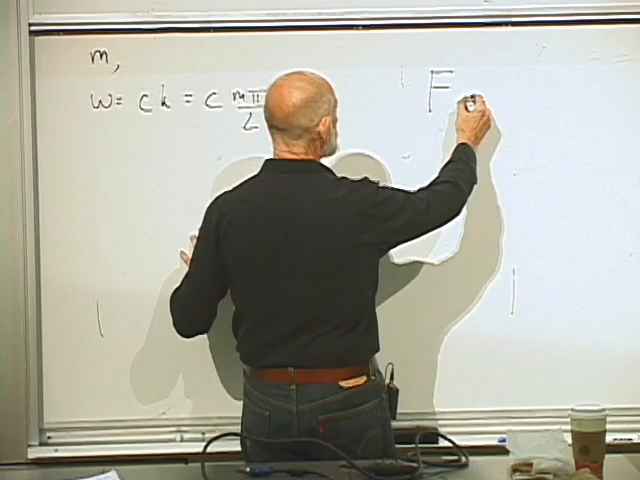 m,
w = ck = c mπ/L
F